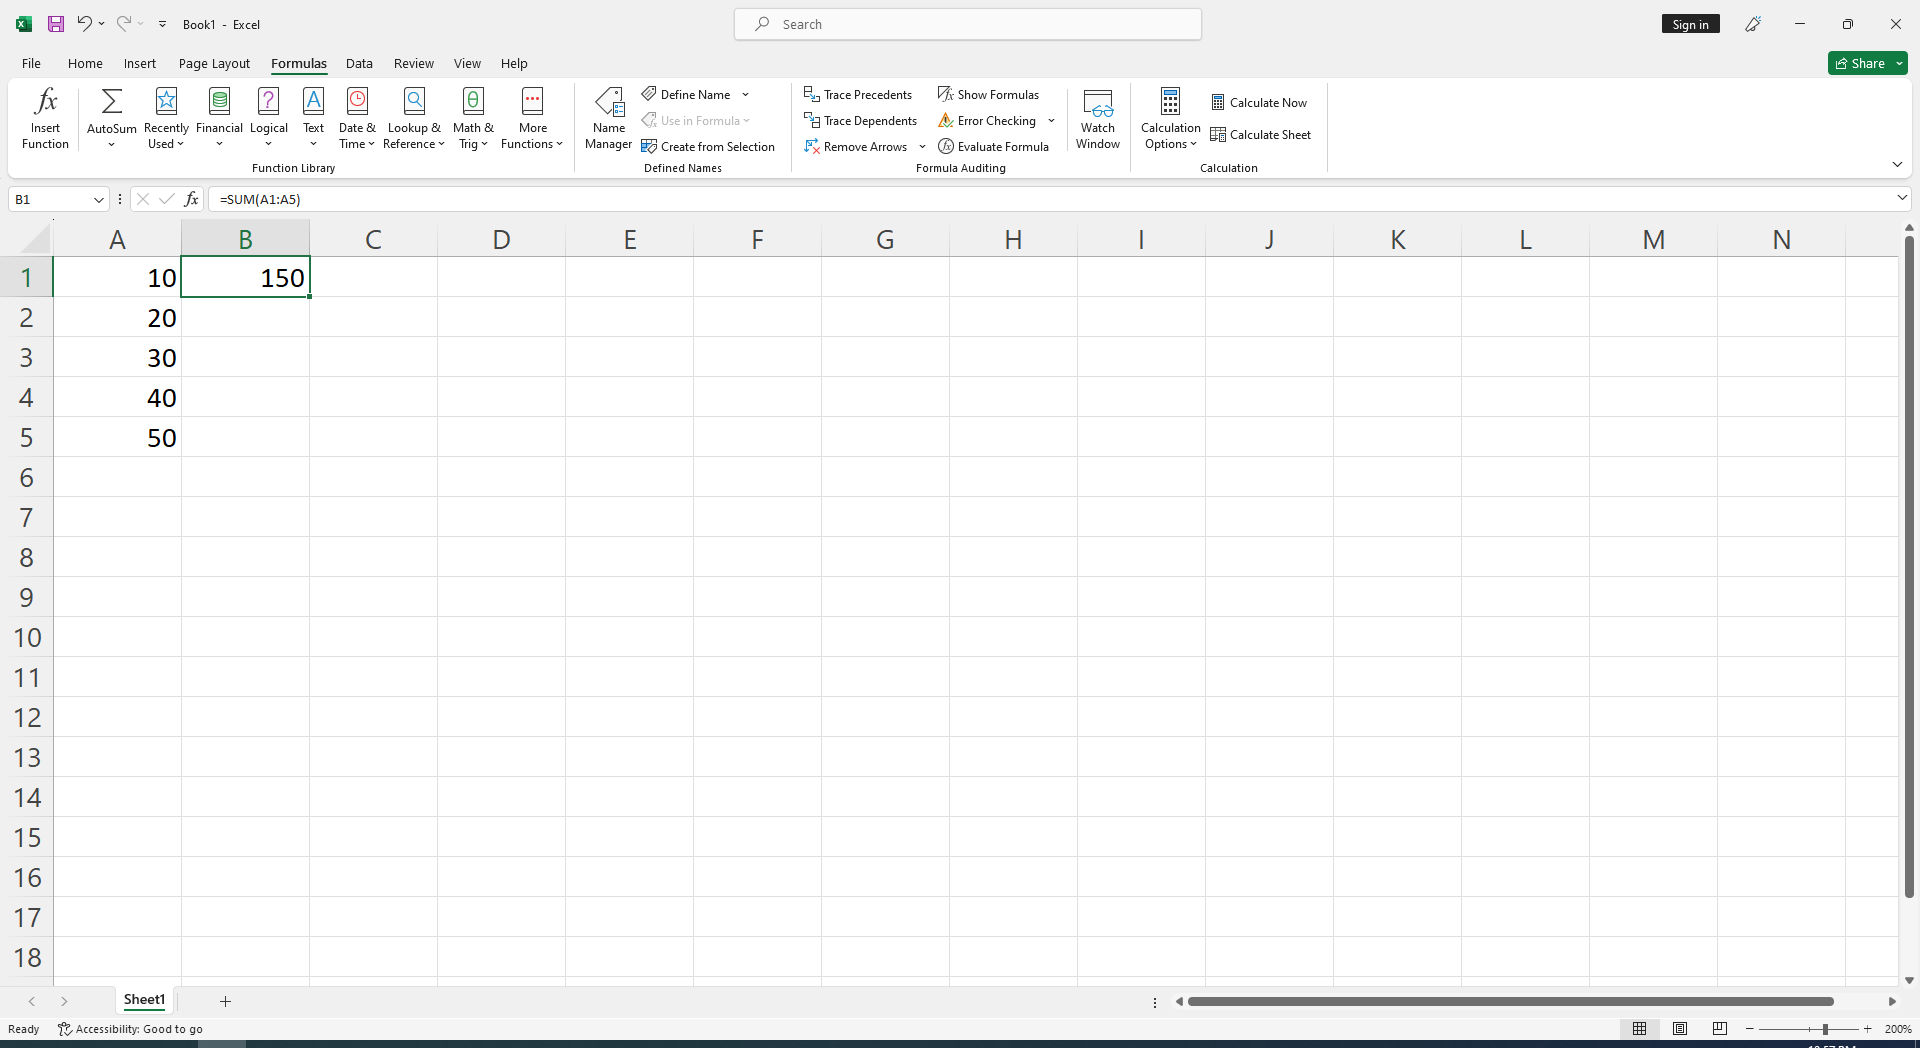 Book1 - Excel
Search
Sign in
File Home Insert Page Layout Formulas Data Review View Help
Share
Insert Function
AutoSum
Recently Used
Financial
Logical
Text
Date & Time
Lookup & Reference
Math & Trig
More Functions
Function Library
Name Manager
Define Name
Use in Formula
Create from Selection
Defined Names
Trace Precedents
Trace Dependents
Remove Arrows
Show Formulas
Error Checking
Evaluate Formula
Formula Auditing
Watch Window
Calculation Options
Calculate Now
Calculate Sheet
Calculation
B1
fx
=SUM(A1:A5)
A B C D E F G H I J K L M N
1 10 150
2 20
3 30
4 40
5 50
6
7
8
9
10
11
12
13
14
15
16
17
18
Sheet1
Ready
Accessibility: Good to go
200%